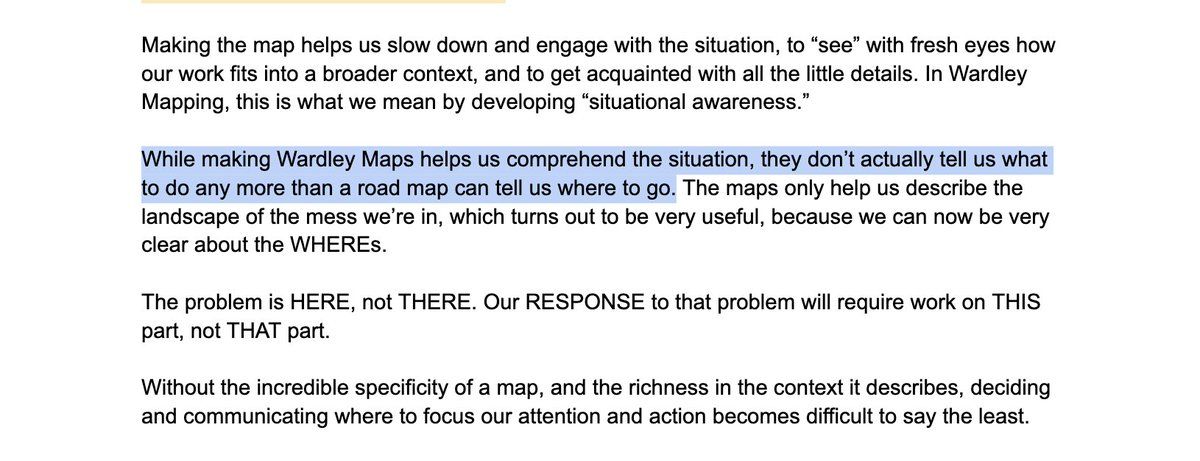 Making the map helps us slow down and engage with the situation, to “see” with fresh eyes how
our work fits into a broader context, and to get acquainted with all the little details. In Wardley
Mapping, this is what we mean by developing “situational awareness.”
While making Wardley Maps helps us comprehend the situation, they don’t actually tell us what
to do any more than a road map can tell us where to go. The maps only help us describe the
landscape of the mess we’re in, which turns out to be very useful, because we can now be very
clear about the WHEREs.
The problem is HERE, not THERE. Our RESPONSE to that problem will require work on THIS
part, not THAT part.
Without the incredible specificity of a map, and the richness in the context it describes, deciding
and communicating where to focus our attention and action becomes difficult to say the least.